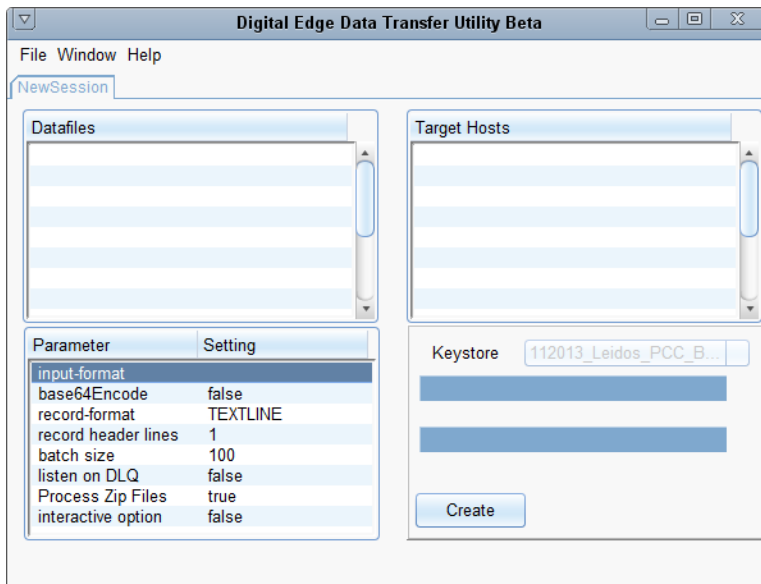 Digital Edge Data Transfer Utility Beta
File Window Help
NewSession
Datafiles
Target Hosts
Parameter Setting
input-format
base64Encode false
record-format TEXTLINE
record header lines 1
batch size 100
listen on DLQ false
Process Zip Files true
interactive option false
Keystore 112013_Leidos_PCC_B...
Create